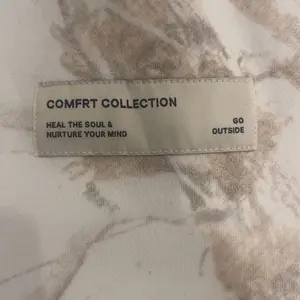 COMFRT COLLECTION
HEAL THE SOUL &
NURTURE YOUR MIND
GO
OUTSIDE